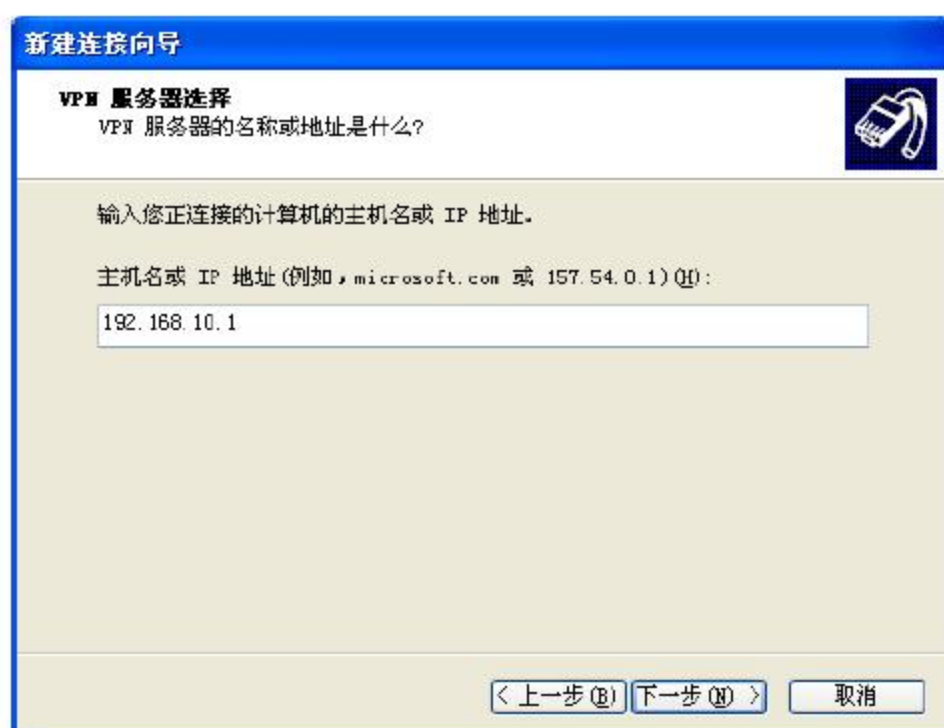 新建连接向导
VPN 服务器选择
VPN 服务器的名称或地址是什么?
输入您正连接的计算机的主机名或 IP 地址。
主机名或 IP 地址(例如,microsoft.com 或 157.54.0.1)(H):
192.168.10.1
< 上一步(B) 下一步(N) > 取消